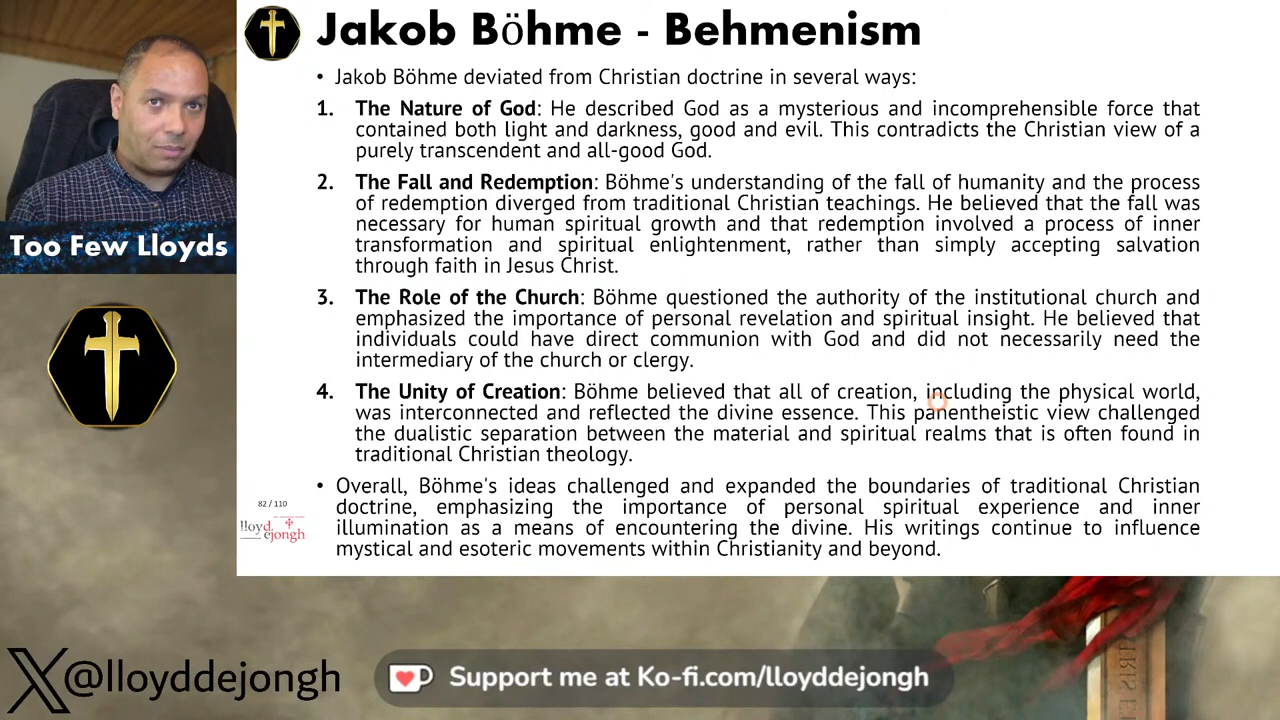 Jakob Böhme - Behmenism
• Jakob Böhme deviated from Christian doctrine in several ways:
1. The Nature of God: He described God as a mysterious and incomprehensible force that
contained both light and darkness, good and evil. This contradicts the Christian view of a
purely transcendent and all-good God.
2. The Fall and Redemption: Böhme's understanding of the fall of humanity and the process
of redemption diverged from traditional Christian teachings. He believed that the fall was
necessary for human spiritual growth and that redemption involved a process of inner
transformation and spiritual enlightenment, rather than simply accepting salvation
through faith in Jesus Christ.
3. The Role of the Church: Böhme questioned the authority of the institutional church and
emphasized the importance of personal revelation and spiritual insight. He believed that
individuals could have direct communion with God and did not necessarily need the
intermediary of the church or clergy.
4. The Unity of Creation: Böhme believed that all of creation, including the physical world,
was interconnected and reflected the divine essence. This panentheistic view challenged
the dualistic separation between the material and spiritual realms that is often found in
traditional Christian theology.
• Overall, Böhme's ideas challenged and expanded the boundaries of traditional Christian
doctrine, emphasizing the importance of personal spiritual experience and inner
illumination as a means of encountering the divine. His writings continue to influence
mystical and esoteric movements within Christianity and beyond.
Too Few Lloyds
82 / 110
lloyd
ejongh
X@lloyddejongh
Support me at Ko-fi.com/lloyddejongh